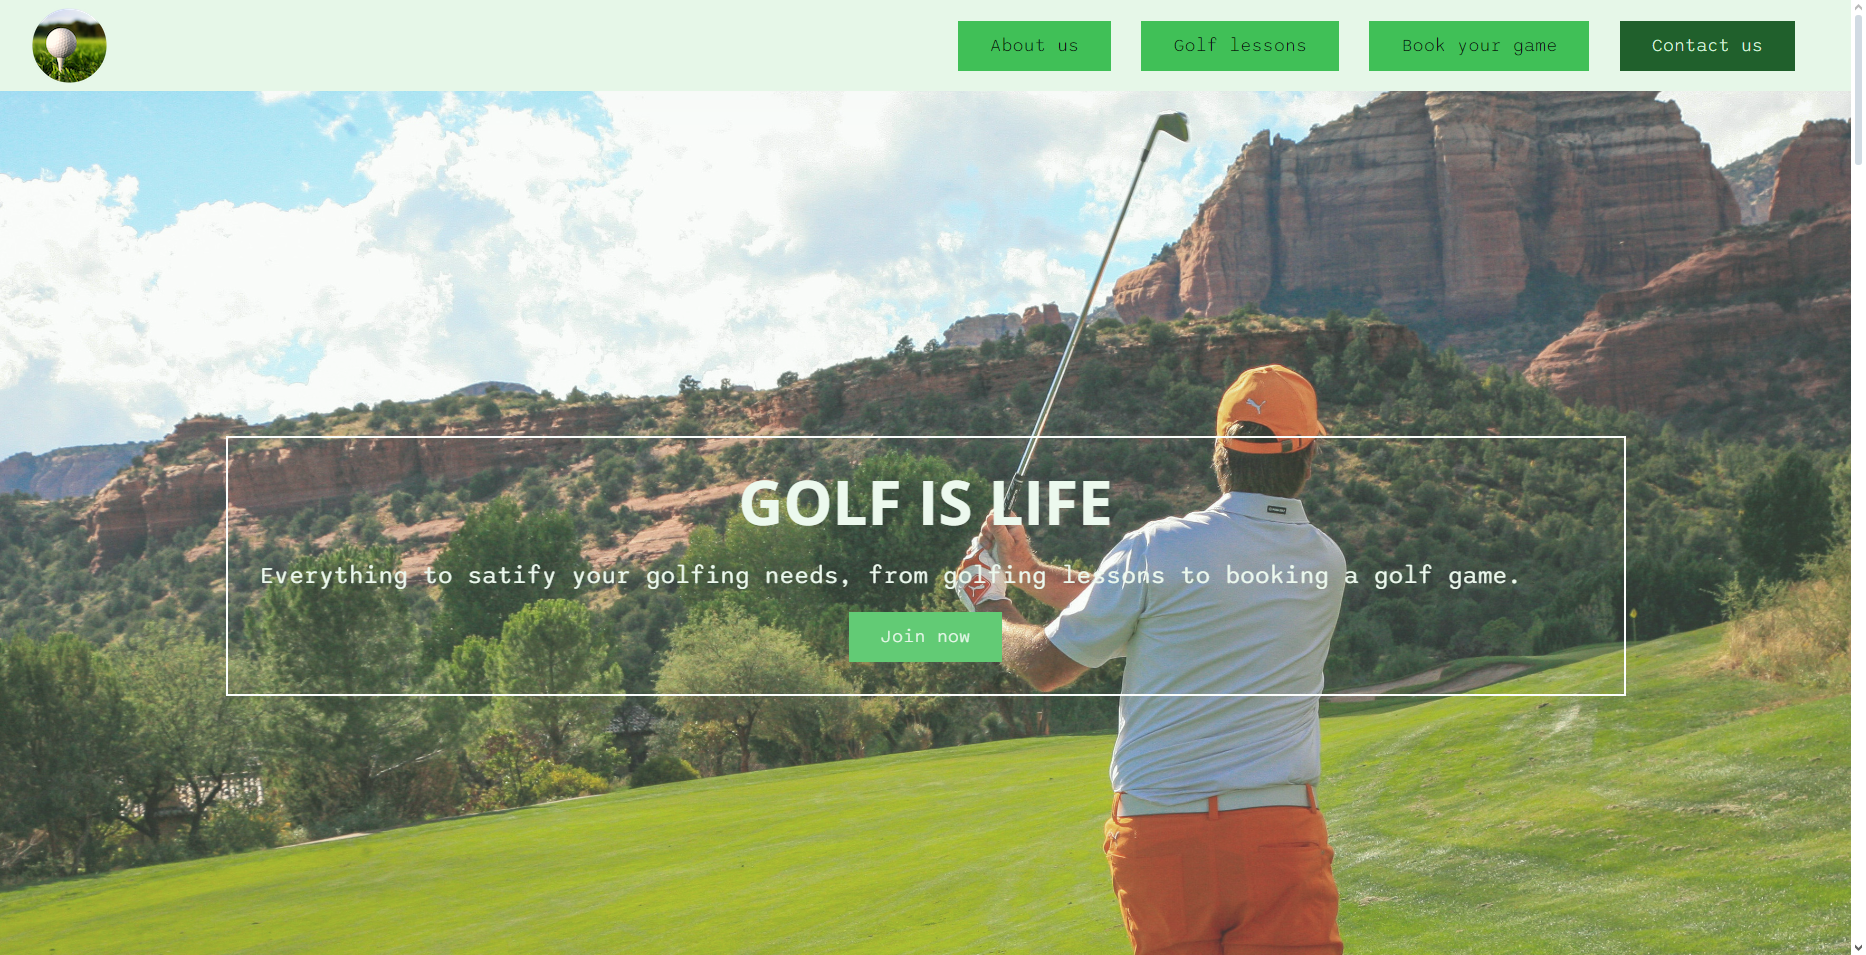 About us
Golf lessons
Book your game
Contact us
GOLF IS LIFE
Everything to satify your golfing needs, from golfing lessons to booking a golf game.
Join now